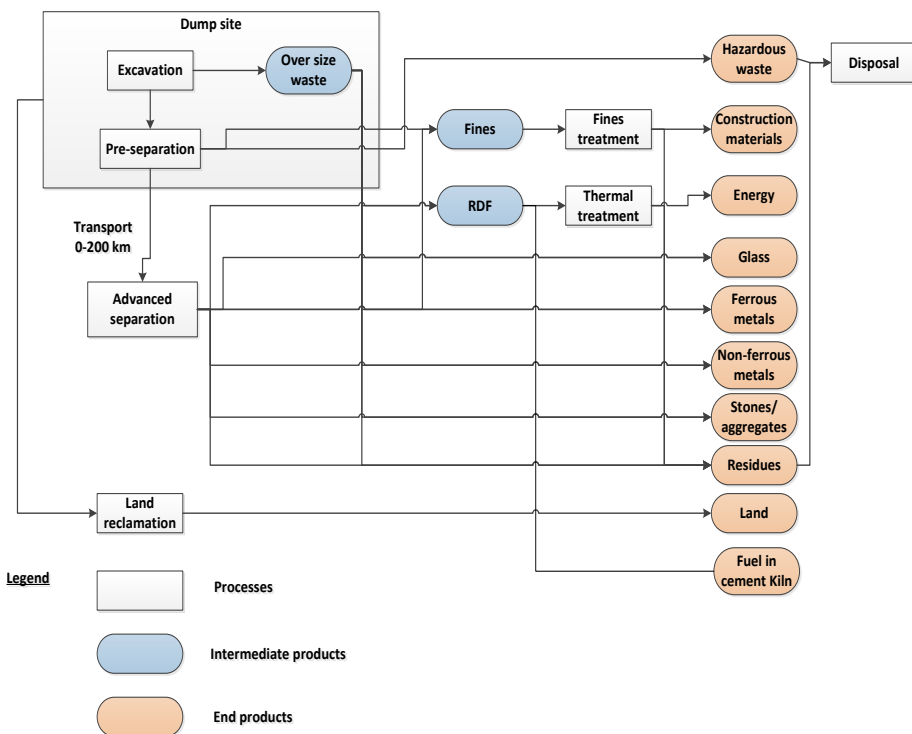 Dump site
Excavation
Over size
waste
Hazardous
waste
Disposal
Pre-separation
Fines
Fines
treatment
Construction
materials
RDF
Thermal
treatment
Energy
Transport
0-200 km
Glass
Advanced
separation
Ferrous
metals
Non-ferrous
metals
Stones/
aggregates
Residues
Land
reclamation
Land
Fuel in
cement Kiln
Legend
Processes
Intermediate products
End products